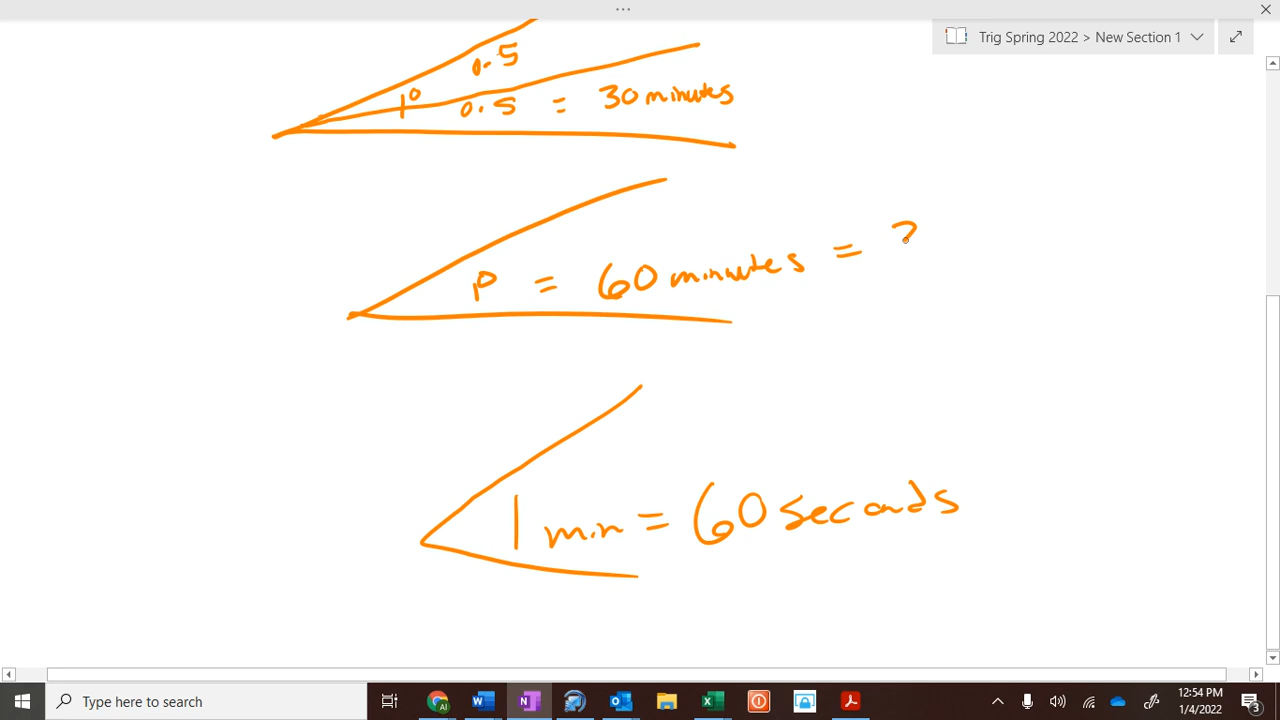 Trig Spring 2022 > New Section 1
0.5
1° 0.5 = 30 minutes
1° = 60 minutes = ?
1 min = 60 seconds
Type here to search
12:54 PM
1/4/2022
3